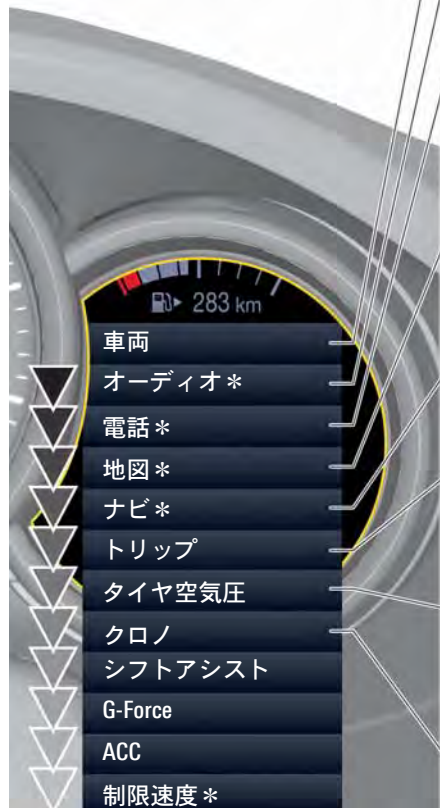 283 km
車両
オーディオ＊
電話＊
地図＊
ナビ＊
トリップ
タイヤ空気圧
クロノ
シフトアシスト
G-Force
ACC
制限速度＊